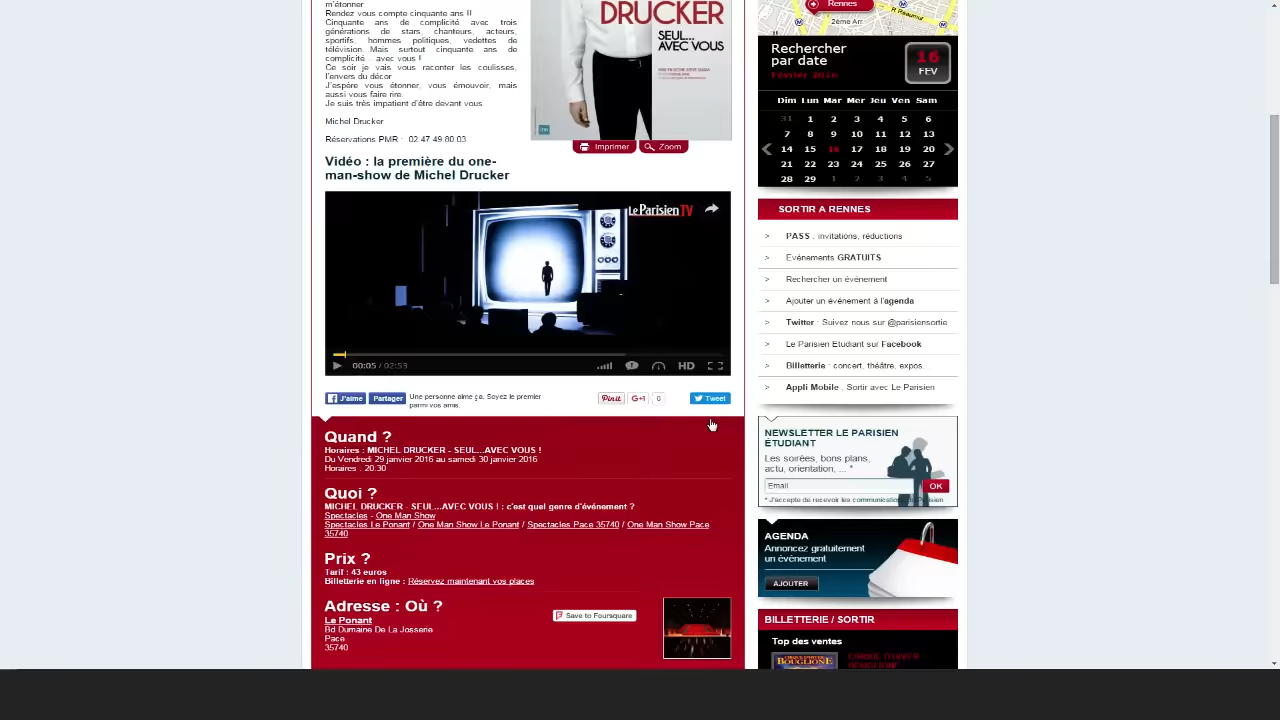 m'étonner
Rendez vous compte cinquante ans !!
Cinquante ans de complicité avec trois
générations de stars, chanteurs, acteurs,
sportifs, hommes politiques, vedettes de
télévision...Mais surtout cinquante ans de
complicité... avec vous !
Ce soir je vais vous raconter les coulisses,
l'envers du décor
J'espère vous étonner, vous émouvoir, mais
aussi vous faire rire.
Je suis très impatient d'être devant vous.
Michel Drucker
Réservations PMR : 02 47 49 80 03
DRUCKER
SEUL...
AVEC VOUS
Imprimer
Zoom
Vidéo : la première du one-
man-show de Michel Drucker
Le Parisien TV
00:05 / 02:53
HD
J'aime
Partager
Une personne aime ça. Soyez le premier
parmi vos amis.
Pinit
G+1
0
Tweet
Quand ?
Horaires : MICHEL DRUCKER - SEUL...AVEC VOUS !
Du Vendredi 29 janvier 2016 au samedi 30 janvier 2016
Horaires : 20:30
Quoi ?
MICHEL DRUCKER - SEUL...AVEC VOUS ! : c'est quel genre d'événement ?
Spectacles - One Man Show
Spectacles Le Ponant / One Man Show Le Ponant / Spectacles Pace 35740 / One Man Show Pace
35740
Prix ?
Tarif : 43 euros
Billetterie en ligne : Réservez maintenant vos places
Adresse : Où ?
Le Ponant
Bd Dumaine De La Josserie
Pace
35740
Save to Foursquare
Rennes
R Reaumur
2ème Arr.
Rechercher
par date
Février 2016
16
FEV
Dim Lun Mar Mer Jeu Ven Sam
31 1 2 3 4 5 6
7 8 9 10 11 12 13
14 15 16 17 18 19 20
21 22 23 24 25 26 27
28 29 1 2 3 4 5
SORTIR A RENNES
> PASS : invitations, réductions
> Evénements GRATUITS
> Rechercher un événement
> Ajouter un événement à l'agenda
> Twitter : Suivez nous sur @parisiensortie
> Le Parisien Etudiant sur Facebook
> Billetterie : concert, théâtre, expos...
> Appli Mobile : Sortir avec Le Parisien
NEWSLETTER LE PARISIEN
ÉTUDIANT
Les soirées, bons plans,
actu, orientation, ... *
Email
OK
* J'accepte de recevoir les communications du Parisien
AGENDA
Annoncez gratuitement
un événement
AJOUTER
BILLETTERIE / SORTIR
Top des ventes
BOUGLIONE
CIRQUE D'HIVER
BOUGLIONE